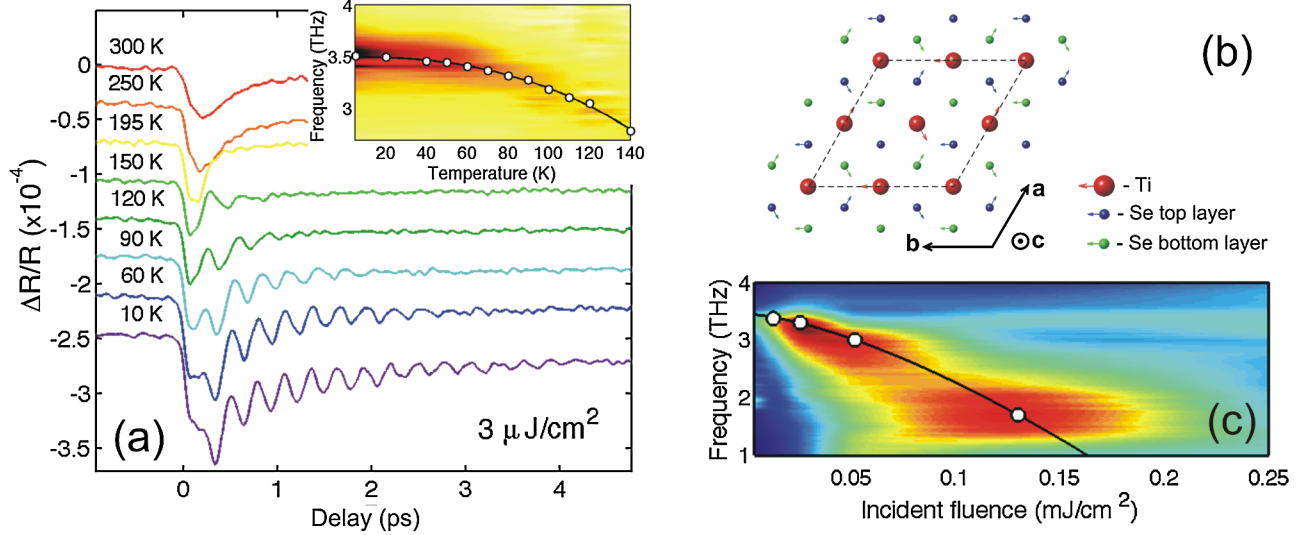 300 K
250 K
195 K
150 K
120 K
90 K
60 K
10 K
0
-0.5
-1
-1.5
-2
-2.5
-3
-3.5
ΔR/R (x10⁻⁴)
(a)
3 μJ/cm²
0 1 2 3 4
Delay (ps)
4
3.5
3
Frequency (THz)
20 40 60 80 100 120 140
Temperature (K)
(b)
a
b
c
- Ti
- Se top layer
- Se bottom layer
4
3
2
1
Frequency (THz)
(c)
0.05 0.1 0.15 0.2 0.25
Incident fluence (mJ/cm²)